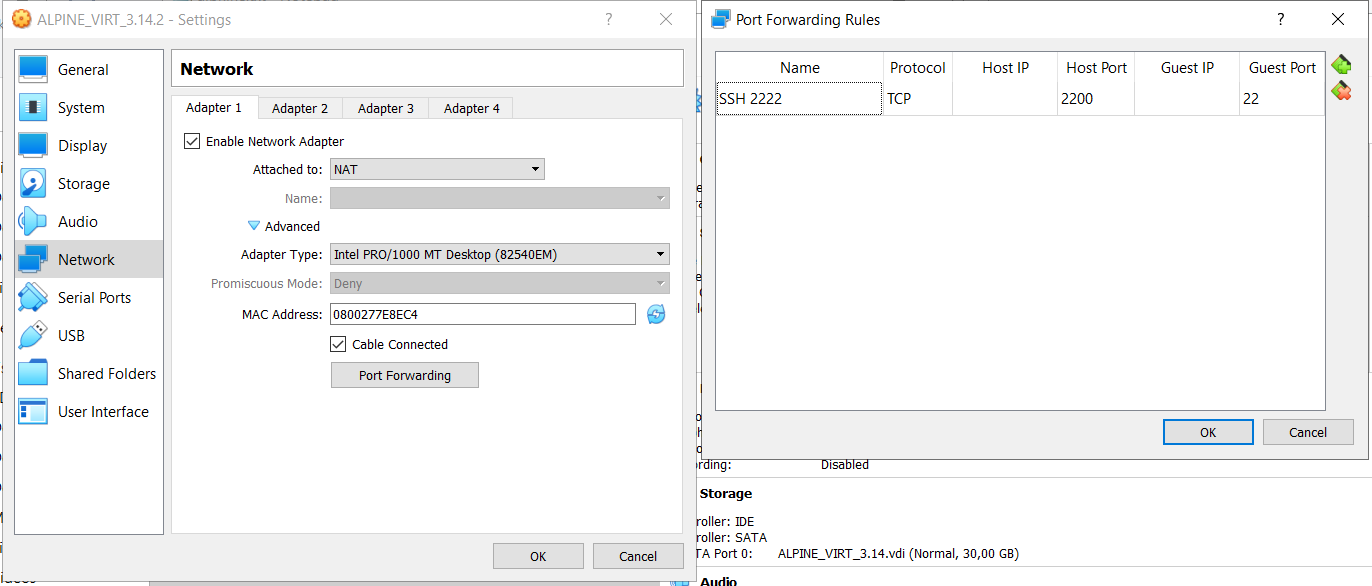 ALPINE_VIRT_3.14.2 - Settings ?
General
System
Display
Storage
Audio
Network
Serial Ports
USB
Shared Folders
User Interface
Network
Adapter 1 Adapter 2 Adapter 3 Adapter 4
Enable Network Adapter
Attached to: NAT
Name:
Advanced
Adapter Type: Intel PRO/1000 MT Desktop (82540EM)
Promiscuous Mode: Deny
MAC Address: 0800277E8EC4
Cable Connected
Port Forwarding
OK Cancel
Port Forwarding Rules ?
Name Protocol Host IP Host Port Guest IP Guest Port
SSH 2222 TCP 2200 22
OK Cancel
rding: Disabled
Storage
roller: IDE
roller: SATA
TA Port 0: ALPINE_VIRT_3.14.vdi (Normal, 30,00 GB)
Audio